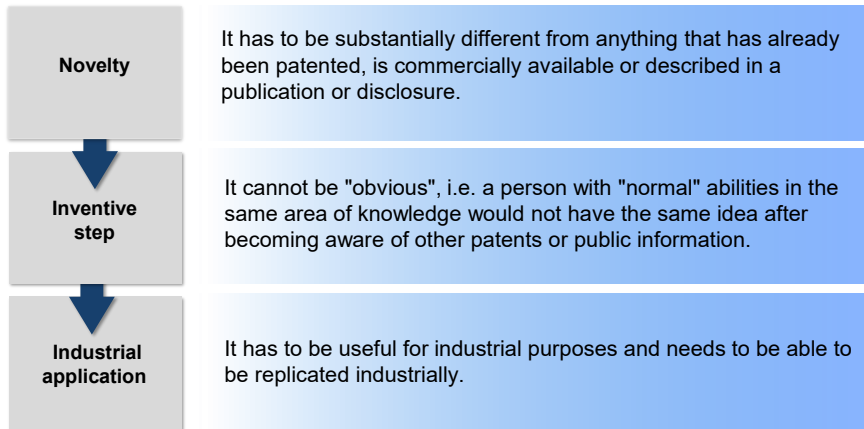 Novelty
It has to be substantially different from anything that has already
been patented, is commercially available or described in a
publication or disclosure.
Inventive
step
It cannot be "obvious", i.e. a person with "normal" abilities in the
same area of knowledge would not have the same idea after
becoming aware of other patents or public information.
Industrial
application
It has to be useful for industrial purposes and needs to be able to
be replicated industrially.